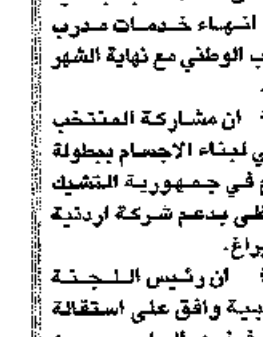 انتهاء خدمات مدرب
الوطني مع نهاية الشهر
ان مشاركة المنتخب
لبناء الاجسام ببطولة
في جمهورية التشيك
بدعم شركة اردنية
ان رئيس اللجنة
وافق على استقالة